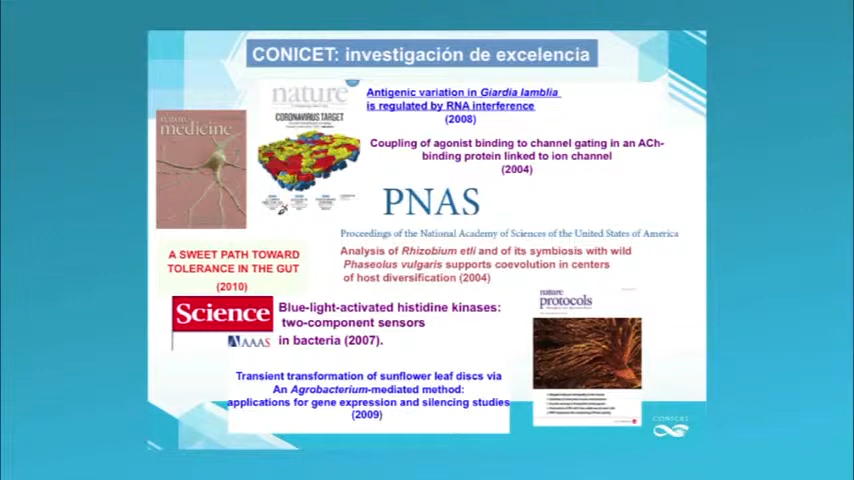 CONICET: investigación de excelencia
nature
CORONAVIRUS TARGET
Antigenic variation in Giardia lamblia
is regulated by RNA interference
(2008)
nature
medicine
Coupling of agonist binding to channel gating in an ACh-
binding protein linked to ion channel
(2004)
PNAS
Proceedings of the National Academy of Sciences of the United States of America
A SWEET PATH TOWARD
TOLERANCE IN THE GUT
(2010)
Analysis of Rhizobium etli and of its symbiosis with wild
Phaseolus vulgaris supports coevolution in centers
of host diversification (2004)
Science
AAAS
Blue-light-activated histidine kinases:
two-component sensors
in bacteria (2007).
nature
protocols
Transient transformation of sunflower leaf discs via
An Agrobacterium-mediated method:
applications for gene expression and silencing studies
(2009)
CONICET